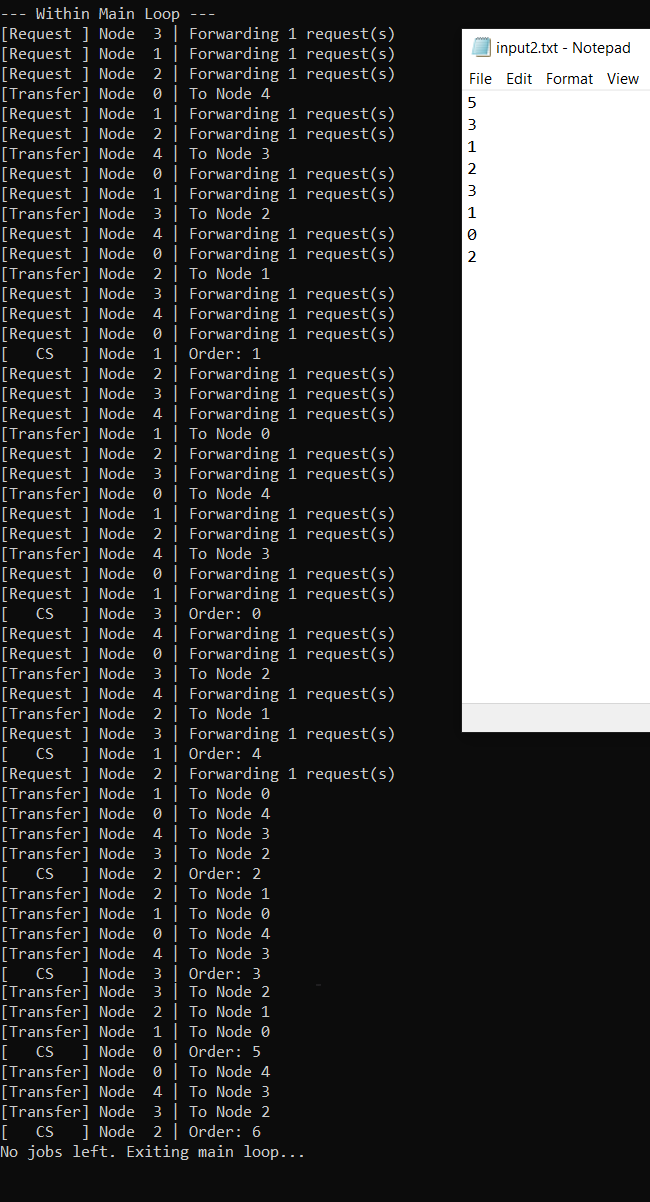 --- Within Main Loop ---
[Request ] Node  3 | Forwarding 1 request(s)
[Request ] Node  1 | Forwarding 1 request(s)
[Request ] Node  2 | Forwarding 1 request(s)
[Transfer] Node  0 | To Node 4
[Request ] Node  1 | Forwarding 1 request(s)
[Request ] Node  2 | Forwarding 1 request(s)
[Transfer] Node  4 | To Node 3
[Request ] Node  0 | Forwarding 1 request(s)
[Request ] Node  1 | Forwarding 1 request(s)
[Transfer] Node  3 | To Node 2
[Request ] Node  4 | Forwarding 1 request(s)
[Request ] Node  0 | Forwarding 1 request(s)
[Transfer] Node  2 | To Node 1
[Request ] Node  3 | Forwarding 1 request(s)
[Request ] Node  4 | Forwarding 1 request(s)
[Request ] Node  0 | Forwarding 1 request(s)
[   CS   ] Node  1 | Order: 1
[Request ] Node  2 | Forwarding 1 request(s)
[Request ] Node  3 | Forwarding 1 request(s)
[Request ] Node  4 | Forwarding 1 request(s)
[Transfer] Node  1 | To Node 0
[Request ] Node  2 | Forwarding 1 request(s)
[Request ] Node  3 | Forwarding 1 request(s)
[Transfer] Node  0 | To Node 4
[Request ] Node  1 | Forwarding 1 request(s)
[Request ] Node  2 | Forwarding 1 request(s)
[Transfer] Node  4 | To Node 3
[Request ] Node  0 | Forwarding 1 request(s)
[Request ] Node  1 | Forwarding 1 request(s)
[   CS   ] Node  3 | Order: 0
[Request ] Node  4 | Forwarding 1 request(s)
[Request ] Node  0 | Forwarding 1 request(s)
[Transfer] Node  3 | To Node 2
[Request ] Node  4 | Forwarding 1 request(s)
[Transfer] Node  2 | To Node 1
[Request ] Node  3 | Forwarding 1 request(s)
[   CS   ] Node  1 | Order: 4
[Request ] Node  2 | Forwarding 1 request(s)
[Transfer] Node  1 | To Node 0
[Transfer] Node  0 | To Node 4
[Transfer] Node  4 | To Node 3
[Transfer] Node  3 | To Node 2
[   CS   ] Node  2 | Order: 2
[Transfer] Node  2 | To Node 1
[Transfer] Node  1 | To Node 0
[Transfer] Node  0 | To Node 4
[Transfer] Node  4 | To Node 3
[   CS   ] Node  3 | Order: 3
[Transfer] Node  3 | To Node 2
[Transfer] Node  2 | To Node 1
[Transfer] Node  1 | To Node 0
[   CS   ] Node  0 | Order: 5
[Transfer] Node  0 | To Node 4
[Transfer] Node  4 | To Node 3
[Transfer] Node  3 | To Node 2
[   CS   ] Node  2 | Order: 6
No jobs left. Exiting main loop...
input2.txt - Notepad
File Edit Format View
5
3
1
2
3
1
0
2